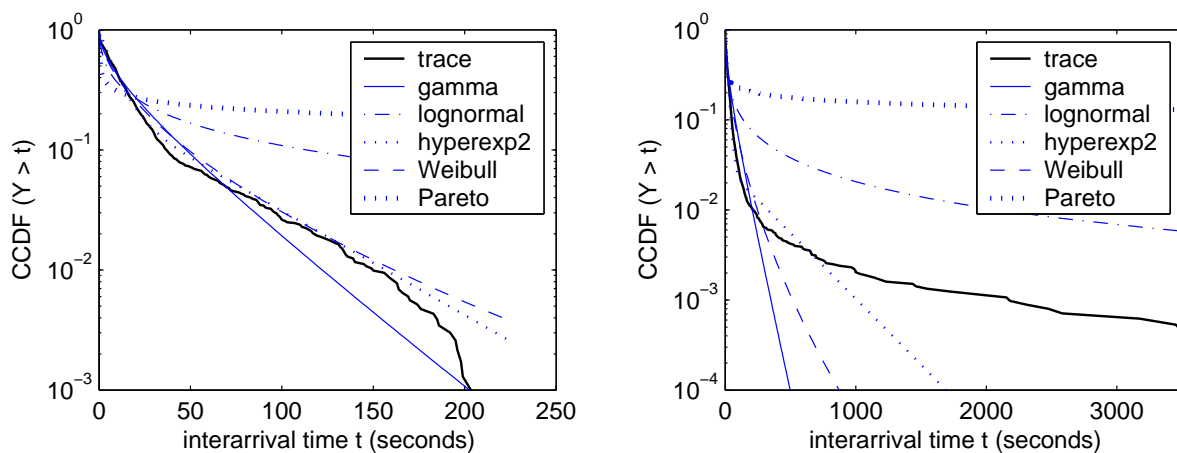 10^0
10^-1
10^-2
10^-3
CCDF (Y > t)
0 50 100 150 200 250
interarrival time t (seconds)
trace
gamma
lognormal
hyperexp2
Weibull
Pareto
10^0
10^-1
10^-2
10^-3
10^-4
CCDF (Y > t)
0 1000 2000 3000
interarrival time t (seconds)
trace
gamma
lognormal
hyperexp2
Weibull
Pareto